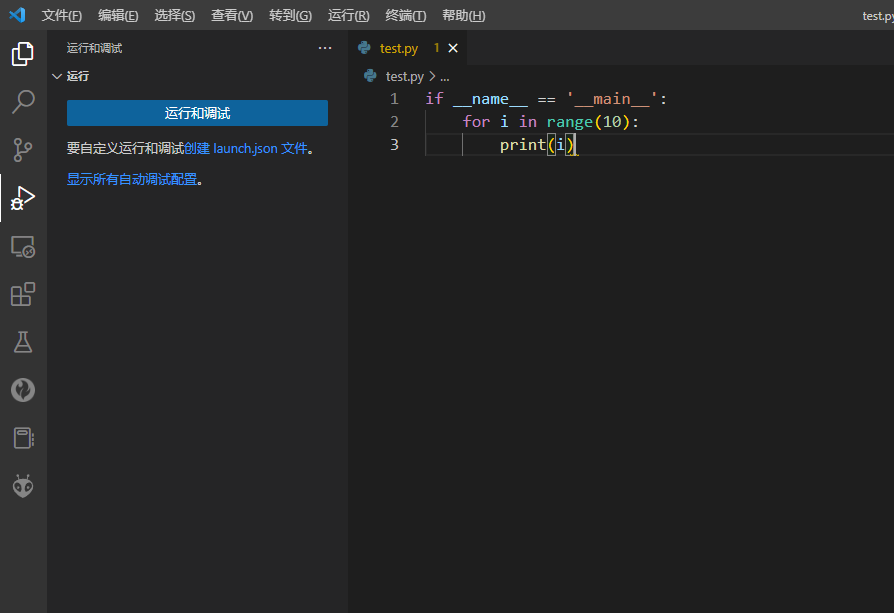 文件(F) 编辑(E) 选择(S) 查看(V) 转到(G) 运行(R) 终端(T) 帮助(H) test.py
运行和调试 ···
运行
运行和调试
要自定义运行和调试创建 launch.json 文件。
显示所有自动调试配置。
test.py 1
test.py > ...
1 if __name__ == '__main__':
2 for i in range(10):
3 print(i)